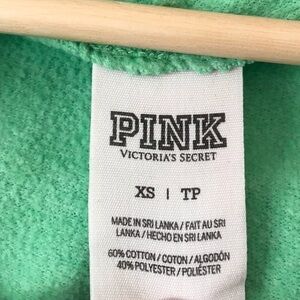 PINK
VICTORIA'S SECRET
XS | TP
MADE IN SRI LANKA / FAIT AU SRI
LANKA / HECHO EN SRI LANKA
60% COTTON / COTON / ALGODÓN
40% POLYESTER / POLIÉSTER